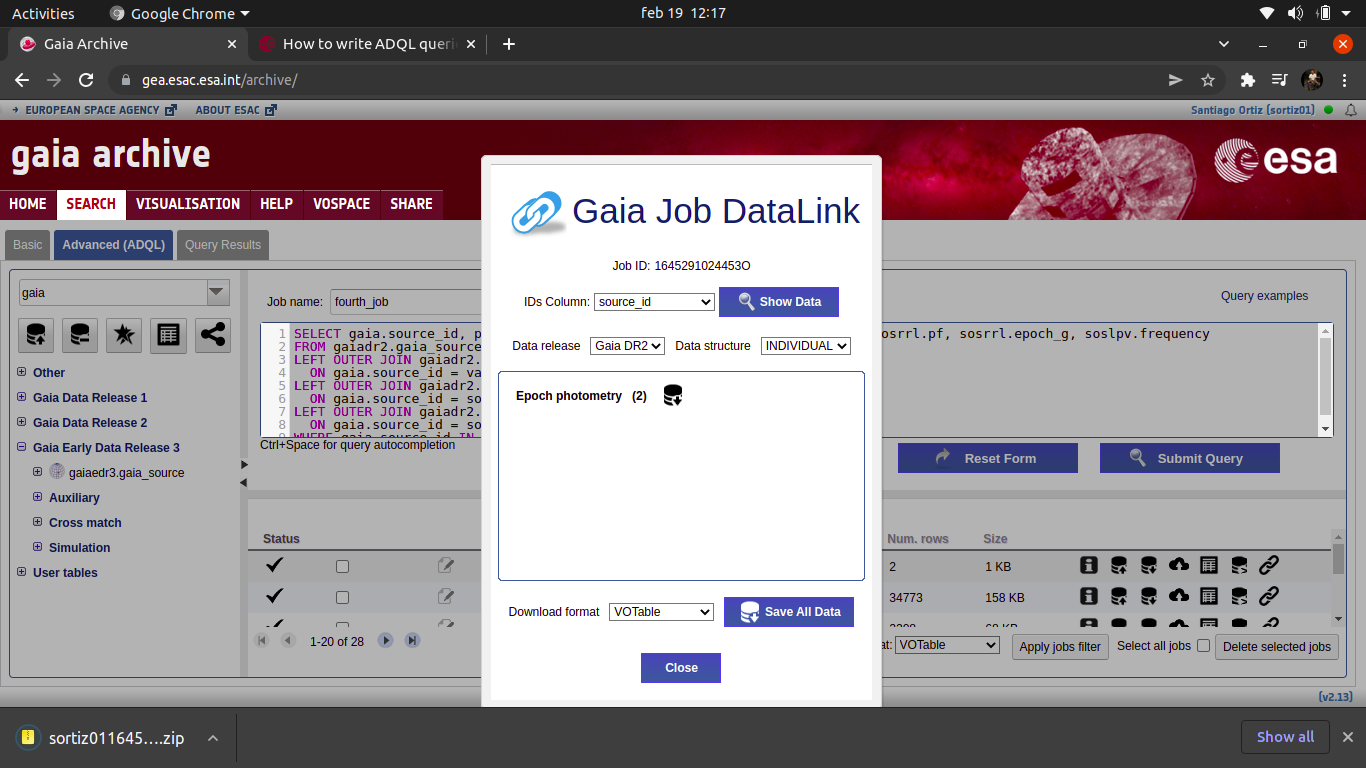 Activities
Google Chrome
feb 19 12:17
Gaia Archive
How to write ADQL queri
gea.esac.esa.int/archive/
EUROPEAN SPACE AGENCY
ABOUT ESAC
Santiago Ortiz (sortiz01)
gaia archive
esa
HOME
SEARCH
VISUALISATION
HELP
VOSPACE
SHARE
Basic
Advanced (ADQL)
Query Results
gaia
Other
Gaia Data Release 1
Gaia Data Release 2
Gaia Early Data Release 3
gaiaedr3.gaia_source
Auxiliary
Cross match
Simulation
User tables
Job name: fourth_job
Query examples
1 SELECT gaia.source_id, p
osrrl.pf, sosrrl.epoch_g, soslpv.frequency
2 FROM gaiadr2.gaia_source
3 LEFT OUTER JOIN gaiadr2.
4 ON gaia.source_id = va
5 LEFT OUTER JOIN gaiadr2.
6 ON gaia.source_id = so
7 LEFT OUTER JOIN gaiadr2.
8 ON gaia.source_id = so
9 WHERE gaia.source_id IN
Ctrl+Space for query autocompletion
Reset Form
Submit Query
Status
Num. rows
Size
2
1 KB
34773
158 KB
1-20 of 28
at: VOTable
Apply jobs filter
Select all jobs
Delete selected jobs
(v2.13)
Gaia Job DataLink
Job ID: 1645291024453O
IDs Column: source_id
Show Data
Data release Gaia DR2
Data structure INDIVIDUAL
Epoch photometry (2)
Download format VOTable
Save All Data
Close
sortiz011645....zip
Show all